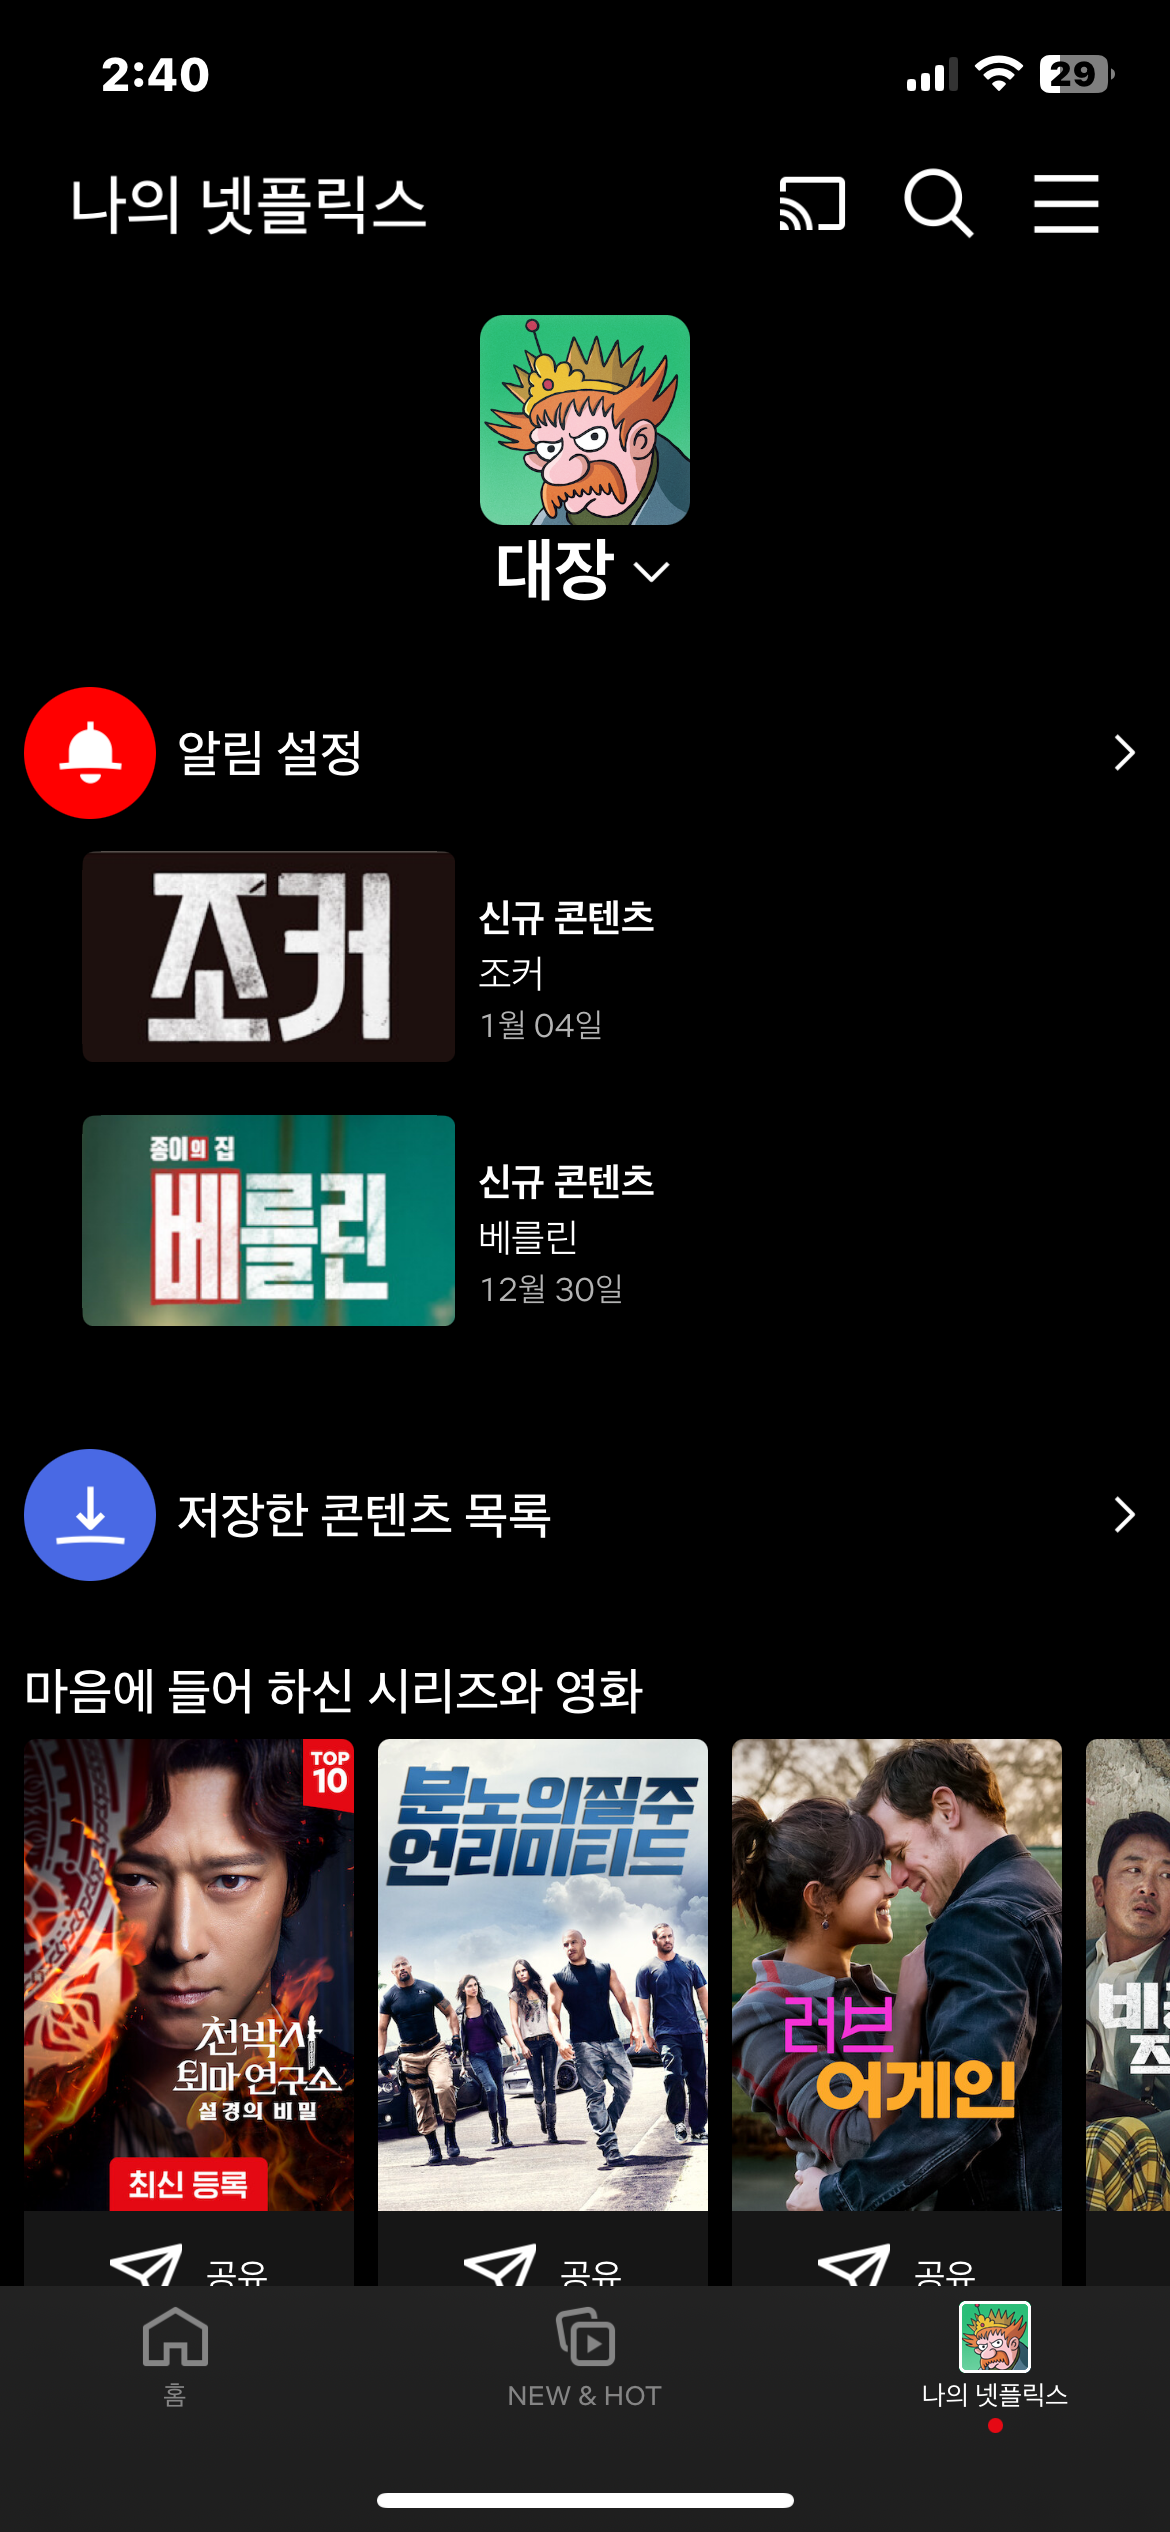 2:40
29
나의 넷플릭스
대장
알림 설정
조커
신규 콘텐츠
조커
1월 04일
종이의 집
베를린
신규 콘텐츠
베를린
12월 30일
저장한 콘텐츠 목록
마음에 들어 하신 시리즈와 영화
TOP
10
천박사
퇴마 연구소
설경의 비밀
최신 등록
분노의질주
언리미티드
러브
어게인
공유
공유
공유
홈
NEW & HOT
나의 넷플릭스